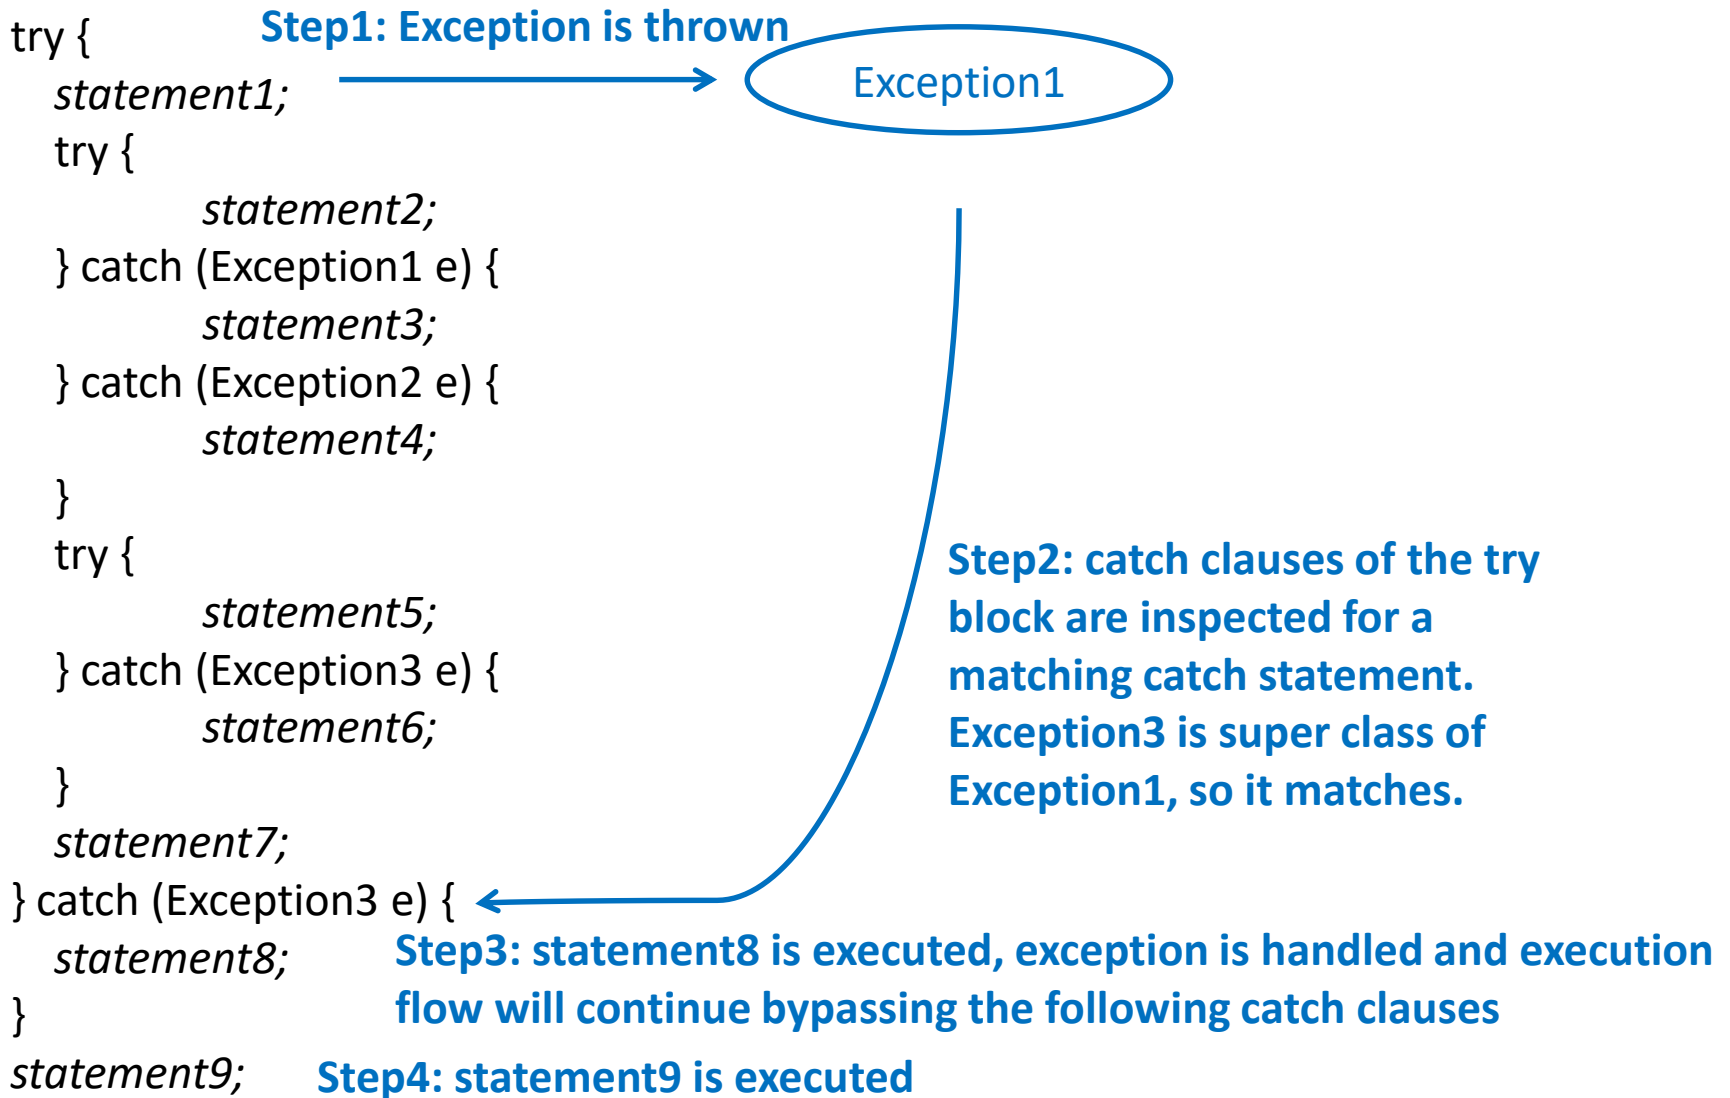 try {
Step1: Exception is thrown
statement1;
Exception1
try {
statement2;
} catch (Exception1 e) {
statement3;
} catch (Exception2 e) {
statement4;
}
try {
statement5;
} catch (Exception3 e) {
statement6;
}
Step2: catch clauses of the try
block are inspected for a
matching catch statement.
Exception3 is super class of
Exception1, so it matches.
statement7;
} catch (Exception3 e) {
statement8;
Step3: statement8 is executed, exception is handled and execution
flow will continue bypassing the following catch clauses
}
statement9;
Step4: statement9 is executed